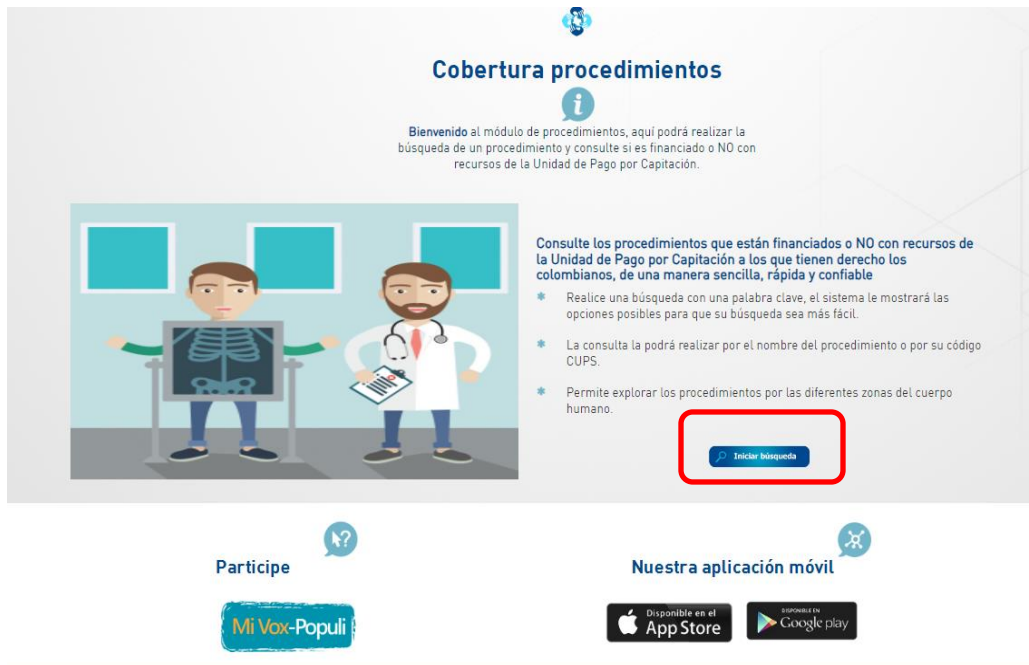 Cobertura procedimientos
i
Bienvenido al módulo de procedimientos, aquí podrá realizar la
búsqueda de un procedimiento y consulte si es financiado o NO con
recursos de la Unidad de Pago por Capitación.
Consulte los procedimientos que están financiados o NO con recursos de
la Unidad de Pago por Capitación a los que tienen derecho los
colombianos, de una manera sencilla, rápida y confiable
Realice una búsqueda con una palabra clave, el sistema le mostrará las
opciones posibles para que su búsqueda sea más fácil.
La consulta la podrá realizar por el nombre del procedimiento o por su código
CUPS.
Permite explorar los procedimientos por las diferentes zonas del cuerpo
humano.
Iniciar búsqueda
?
Participe
Mi Vox-Populi
Nuestra aplicación móvil
Disponible en el
App Store
DISPONIBLE EN
Google play